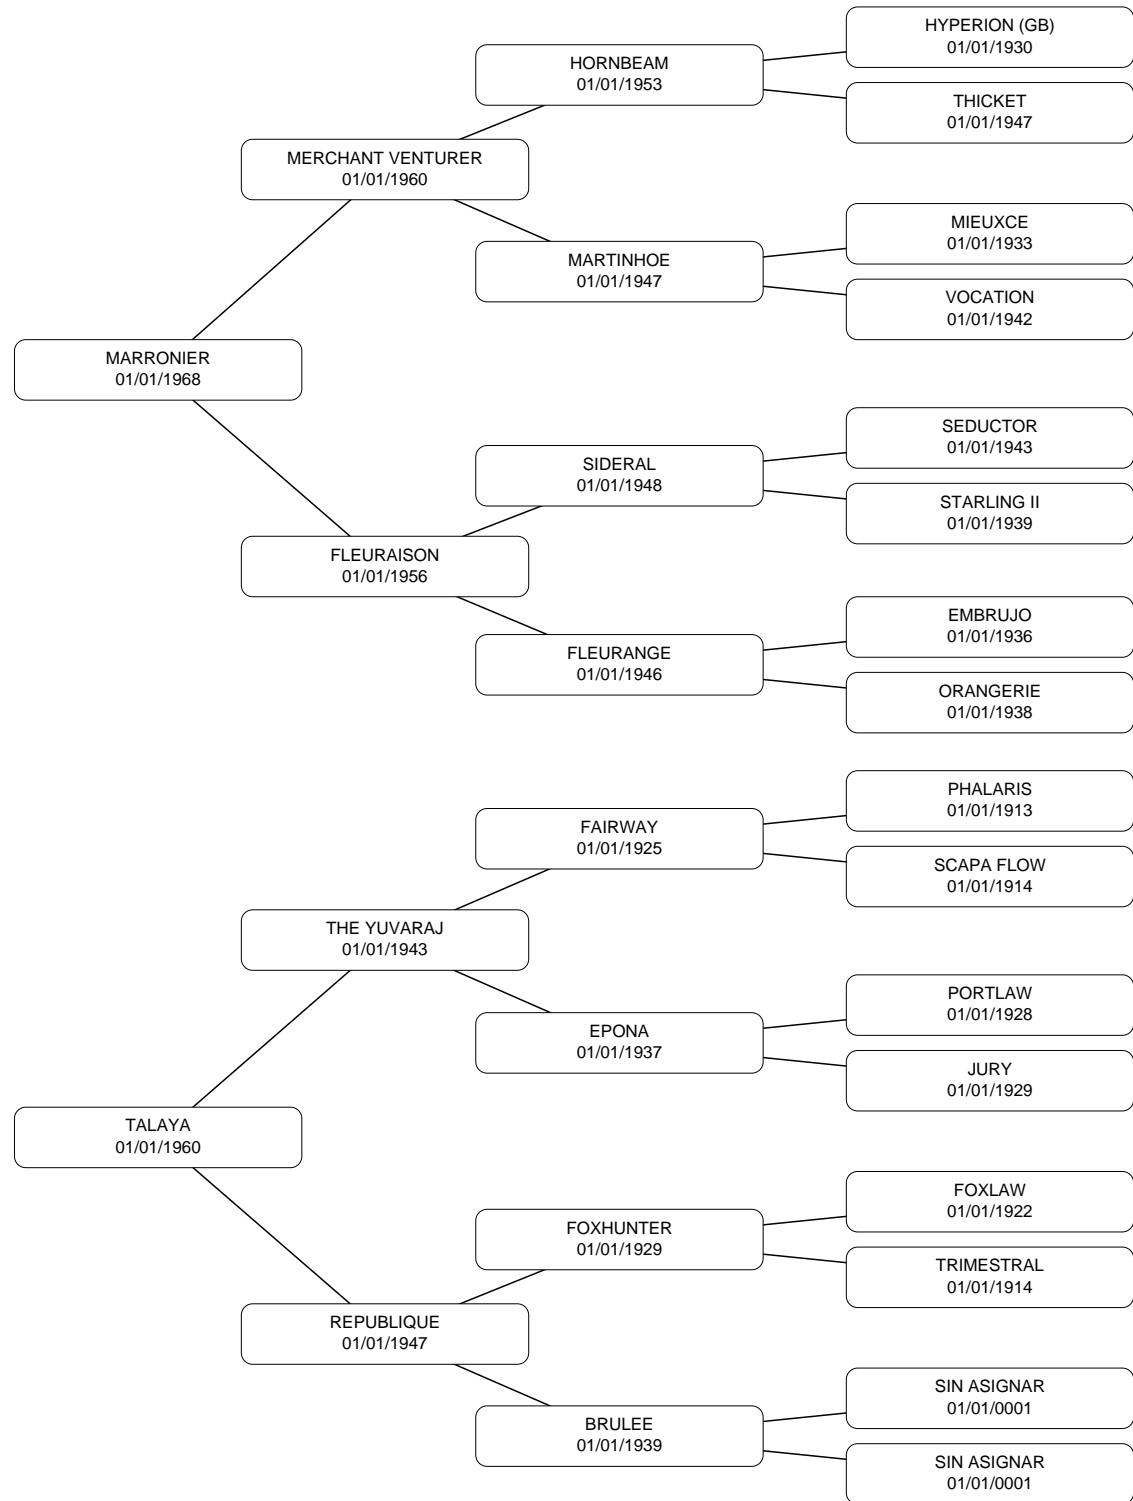 HYPERION (GB)
01/01/1930
HORNBEAM
01/01/1953
THICKET
01/01/1947
MERCHANT VENTURER
01/01/1960
MIEUXCE
01/01/1933
MARTINHOE
01/01/1947
VOCATION
01/01/1942
MARRONIER
01/01/1968
SEDUCTOR
01/01/1943
SIDERAL
01/01/1948
STARLING II
01/01/1939
FLEURAISON
01/01/1956
EMBRUJO
01/01/1936
FLEURANGE
01/01/1946
ORANGERIE
01/01/1938
PHALARIS
01/01/1913
FAIRWAY
01/01/1925
SCAPA FLOW
01/01/1914
THE YUVARAJ
01/01/1943
PORTLAW
01/01/1928
EPONA
01/01/1937
JURY
01/01/1929
TALAYA
01/01/1960
FOXLAW
01/01/1922
FOXHUNTER
01/01/1929
TRIMESTRAL
01/01/1914
REPUBLIQUE
01/01/1947
SIN ASIGNAR
01/01/0001
BRULEE
01/01/1939
SIN ASIGNAR
01/01/0001